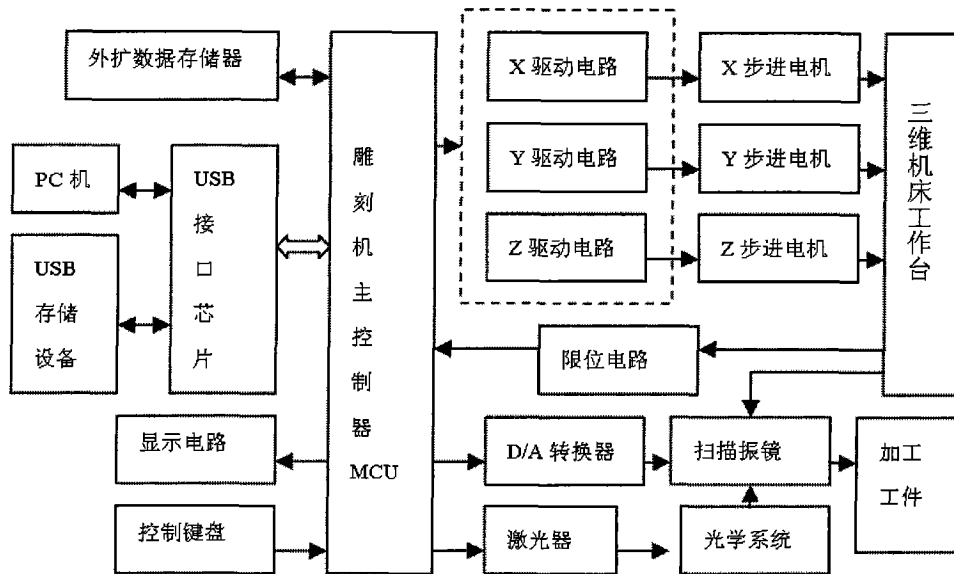 外扩数据存储器
PC 机
USB
存储
设备
USB
接
口
芯
片
显示电路
控制键盘
雕
刻
机
主
控
制
器
MCU
X 驱动电路
Y 驱动电路
Z 驱动电路
X 步进电机
Y 步进电机
Z 步进电机
三维机床工作台
限位电路
D/A 转换器
扫描振镜
加工
工件
激光器
光学系统